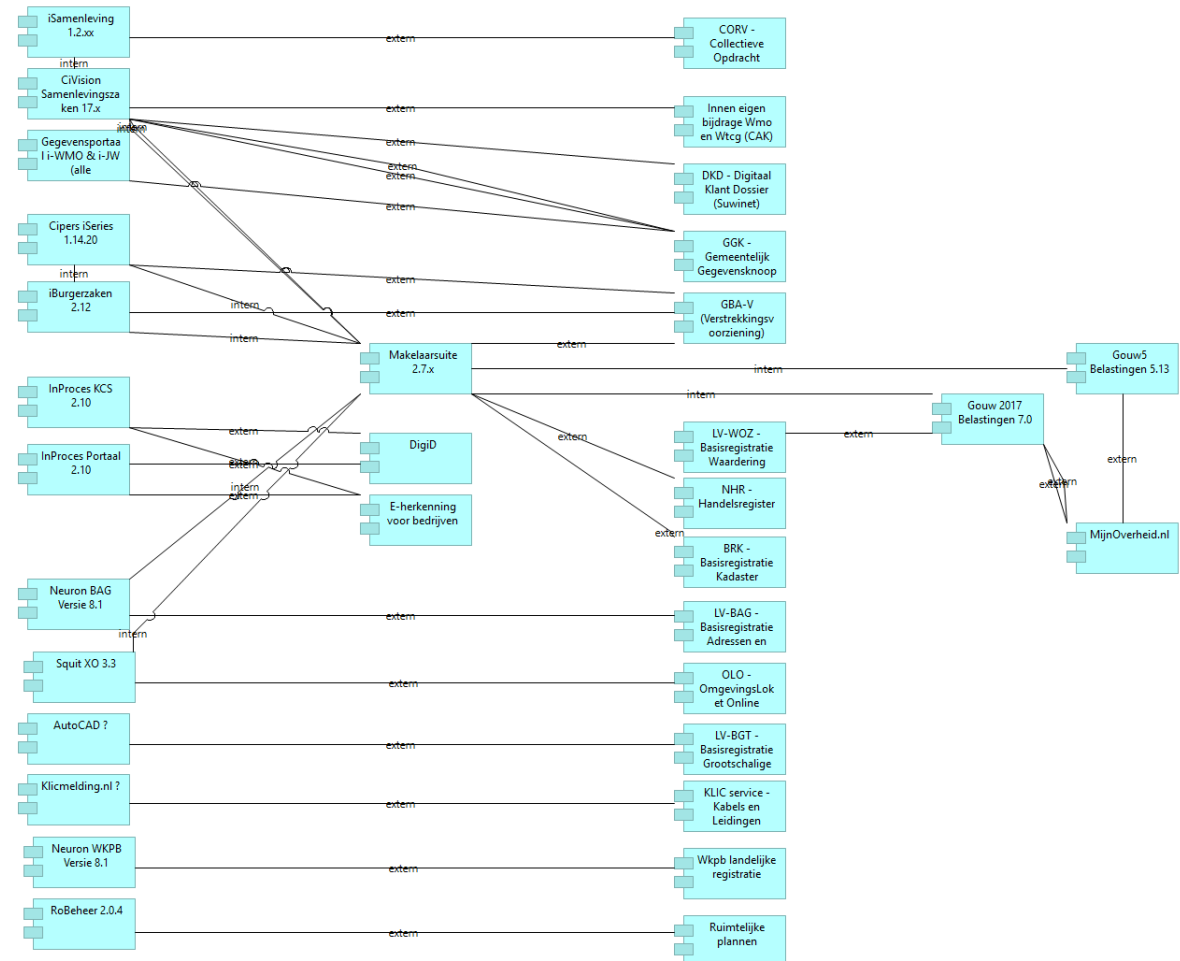 iSamenleving
1.2.xx
CORV -
Collectieve
Opdracht
extern
intern
CiVision
Samenlevingsza
ken 17.x
Innen eigen
bijdrage Wmo
en Wtcg (CAK)
extern
intern
intern
Gegevensportaa
l i-WMO & i-JW
(alle
extern
extern
extern
DKD - Digitaal
Klant Dossier
(Suwinet)
extern
Cipers iSeries
1.14.20
GGK -
Gemeentelijk
Gegevensknoop
intern
extern
iBurgerzaken
2.12
intern
extern
GBA-V
(Verstrekkingsv
oorziening)
intern
extern
Makelaarsuite
2.7.x
Gouw5
Belastingen 5.13
intern
InProces KCS
2.10
intern
Gouw 2017
Belastingen 7.0
extern
DigiD
extern
LV-WOZ -
Basisregistratie
Waardering
extern
InProces Portaal
2.10
extern
extern
extern
intern
extern
NHR -
Handelsregister
extern
extern
E-herkenning
voor bedrijven
extern
MijnOverheid.nl
BRK -
Basisregistratie
Kadaster
Neuron BAG
Versie 8.1
extern
LV-BAG -
Basisregistratie
Adressen en
intern
Squit XO 3.3
extern
OLO -
OmgevingsLok
et Online
AutoCAD ?
extern
LV-BGT -
Basisregistratie
Grootschalige
Klicmelding.nl ?
extern
KLIC service -
Kabels en
Leidingen
Neuron WKPB
Versie 8.1
extern
Wkpb landelijke
registratie
RoBeheer 2.0.4
extern
Ruimtelijke
plannen